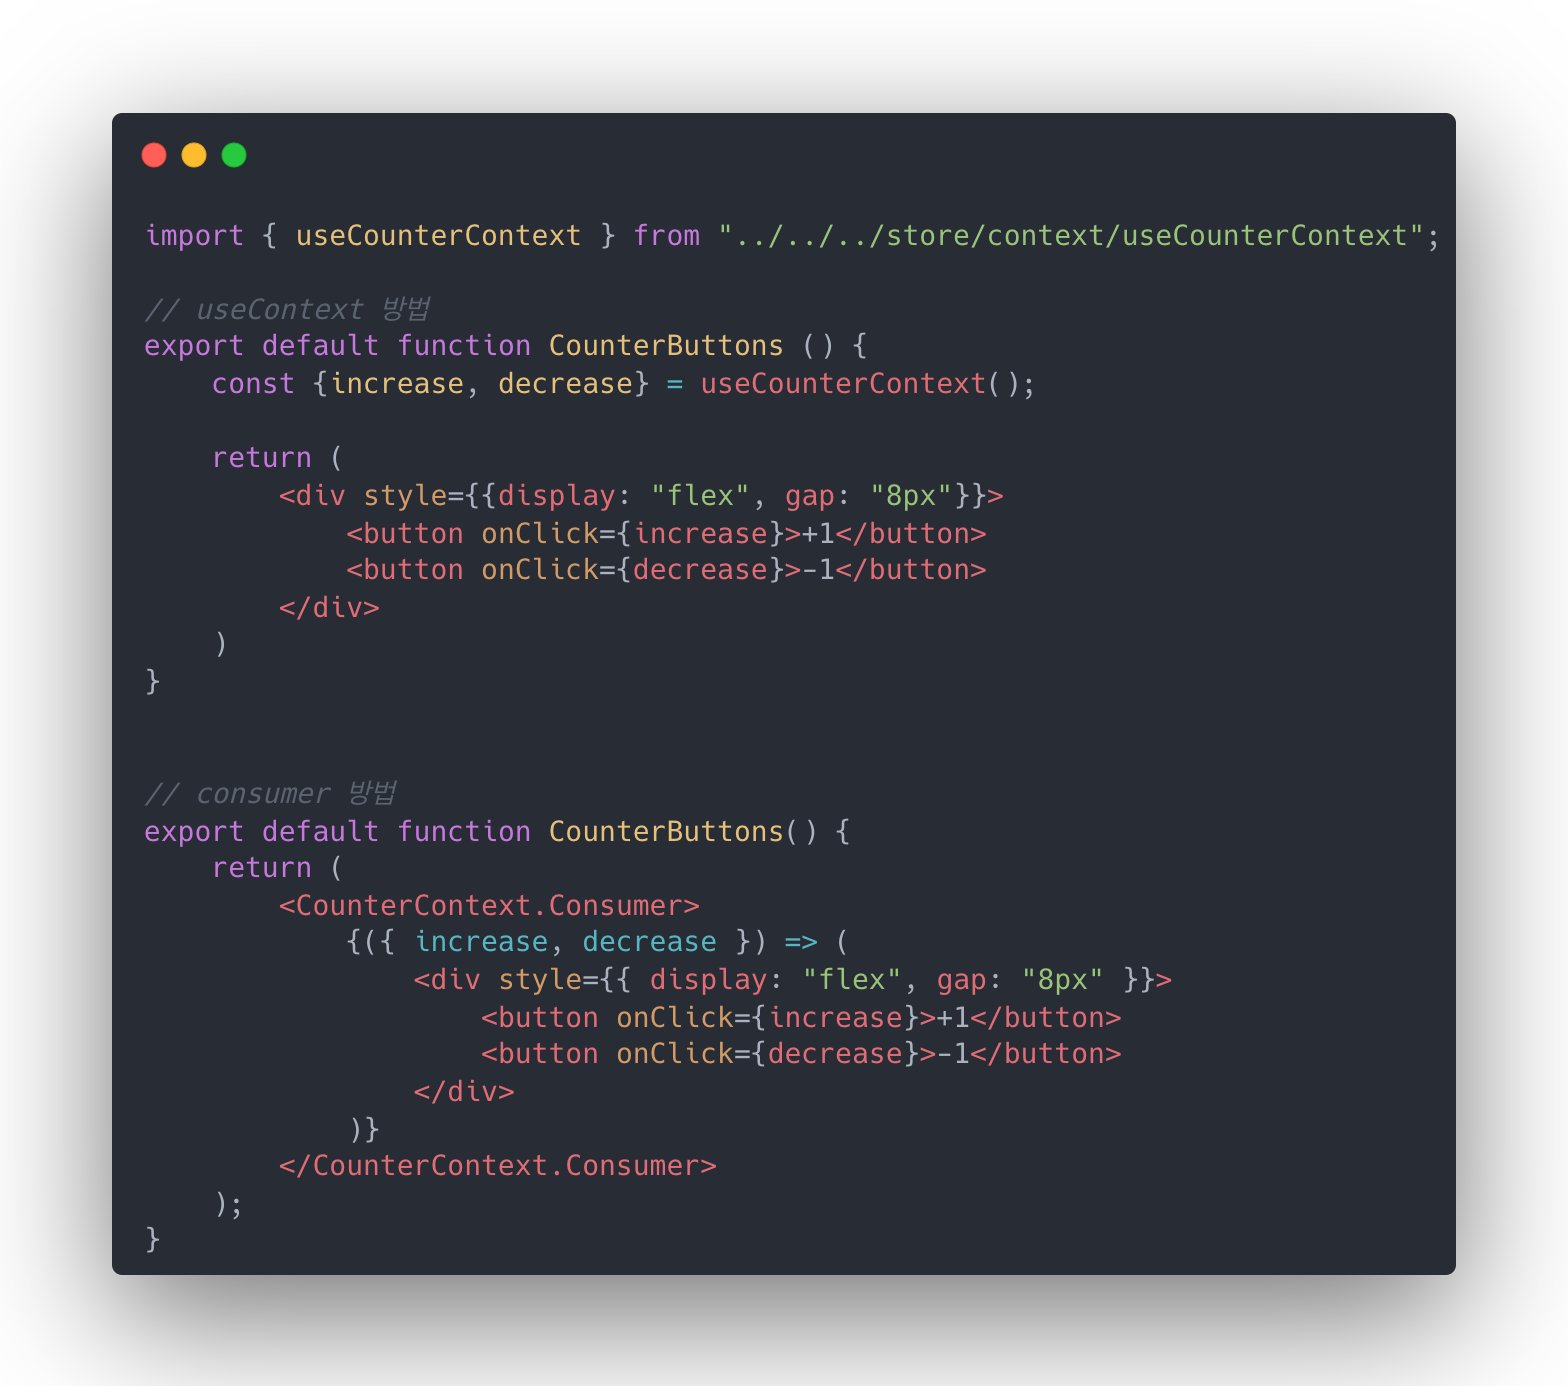 import { useCounterContext } from "../../../store/context/useCounterContext";
// useContext 방법
export default function CounterButtons () {
    const {increase, decrease} = useCounterContext();
    return (
        <div style={{display: "flex", gap: "8px"}}>
            <button onClick={increase}>+1</button>
            <button onClick={decrease}>-1</button>
        </div>
    )
}
// consumer 방법
export default function CounterButtons() {
    return (
        <CounterContext.Consumer>
            {({ increase, decrease }) => (
                <div style={{ display: "flex", gap: "8px" }}>
                    <button onClick={increase}>+1</button>
                    <button onClick={decrease}>-1</button>
                </div>
            )}
        </CounterContext.Consumer>
    );
}